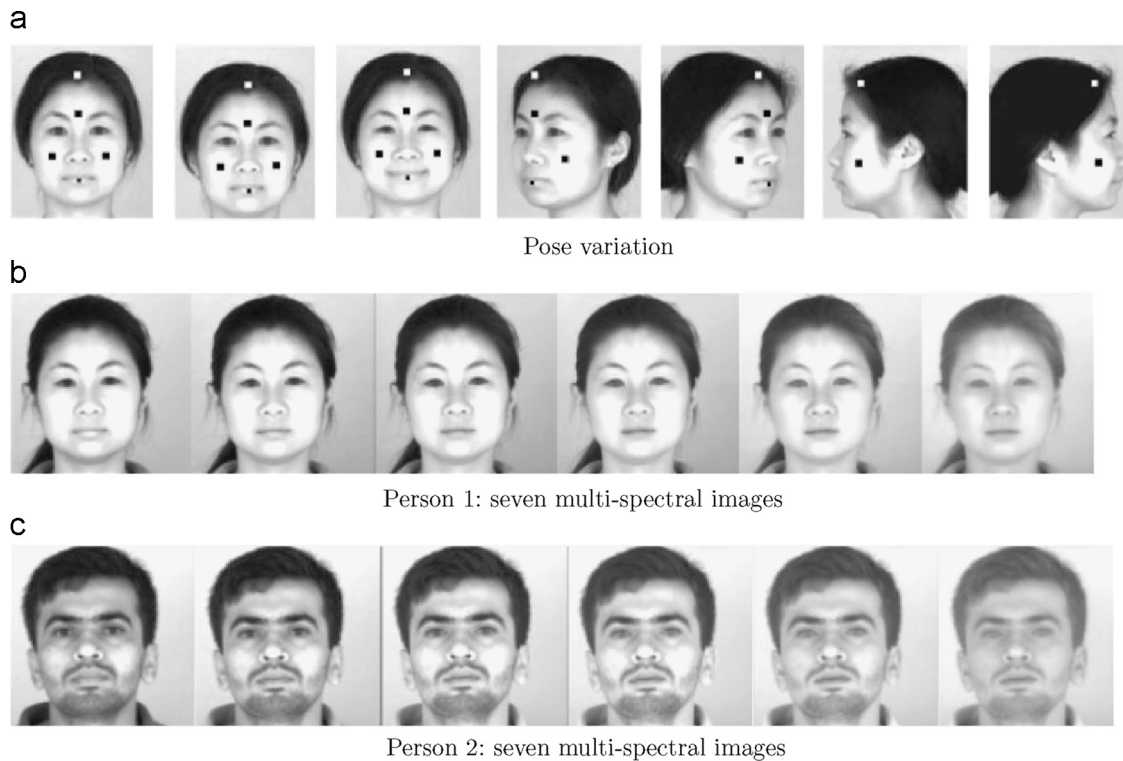 a
Pose variation
b
Person 1: seven multi-spectral images
c
Person 2: seven multi-spectral images